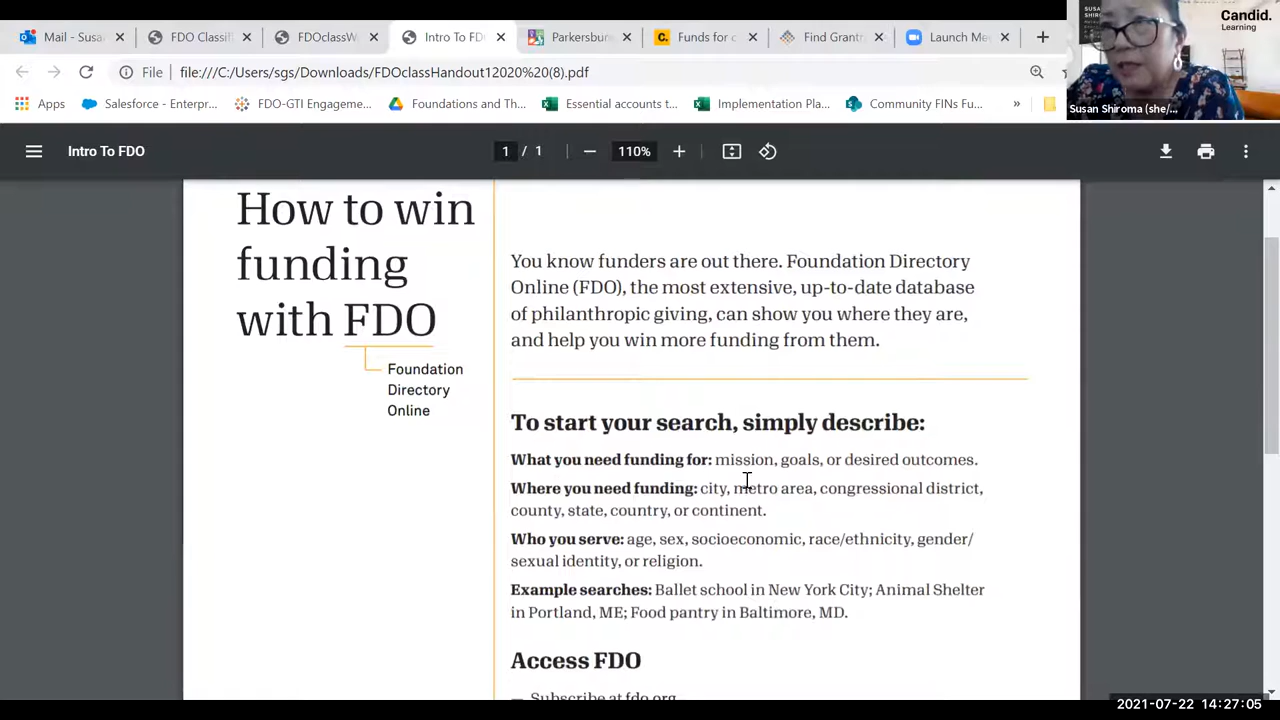 Mail - Susa
FDO Classif
FDOclassW
Intro To FD
Parkersbur
Funds for c
Find Grantr
Launch Me
File
file:///C:/Users/sgs/Downloads/FDOclassHandout12020%20(8).pdf
Apps
Salesforce - Enterpr...
FDO-GTI Engageme...
Foundations and Th...
Essential accounts t...
Implementation Pla...
Community FINs Fu...
»
Candid.
Learning
Susan Shiroma (she/...
Intro To FDO
1 / 1
110%
How to win
funding
with FDO
Foundation
Directory
Online
You know funders are out there. Foundation Directory
Online (FDO), the most extensive, up-to-date database
of philanthropic giving, can show you where they are,
and help you win more funding from them.
To start your search, simply describe:
What you need funding for: mission, goals, or desired outcomes.
Where you need funding: city, metro area, congressional district,
county, state, country, or continent.
Who you serve: age, sex, socioeconomic, race/ethnicity, gender/
sexual identity, or religion.
Example searches: Ballet school in New York City; Animal Shelter
in Portland, ME; Food pantry in Baltimore, MD.
Access FDO
— Subscribe at fdo.org
2021-07-22 14:27:05